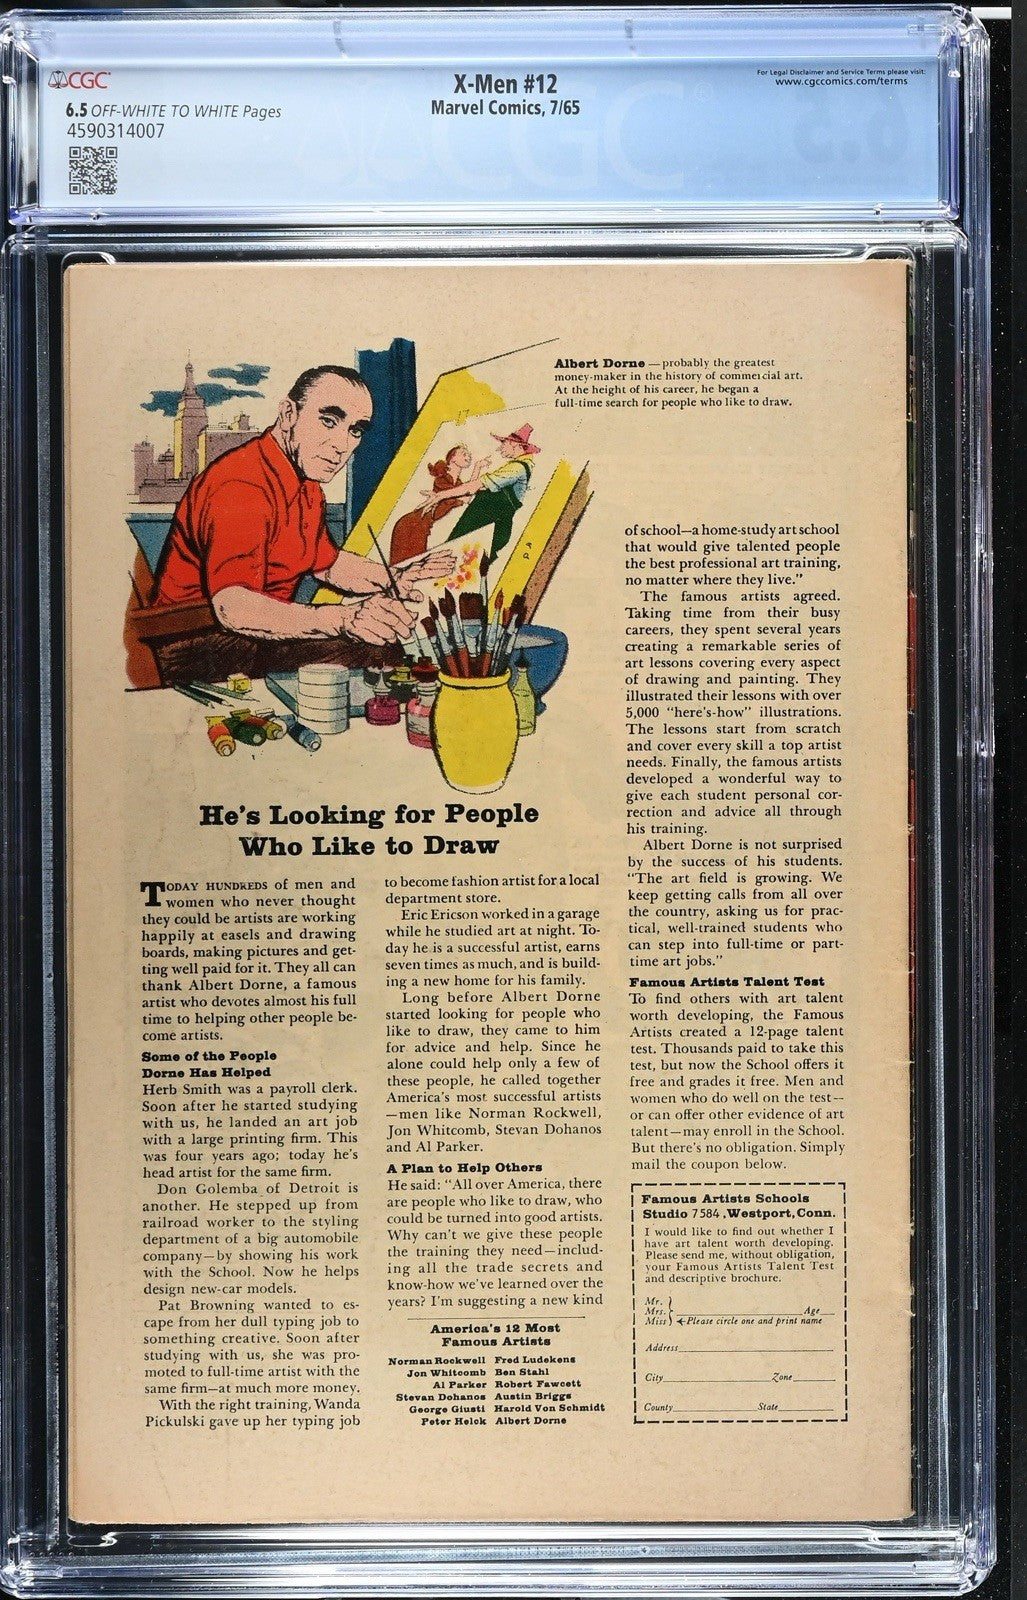 CGC
6.5 OFF-WHITE TO WHITE Pages
4590314007
X-Men #12
Marvel Comics, 7/65
For Legal Disclaimer and Service Terms please visit:
www.cgccomics.com/terms
Albert Dorne — probably the greatest
money-maker in the history of commercial art.
At the height of his career, he began a
full-time search for people who like to draw.
He's Looking for People
Who Like to Draw
TODAY HUNDREDS of men and
women who never thought
they could be artists are working
happily at easels and drawing
boards, making pictures and get-
ting well paid for it. They all can
thank Albert Dorne, a famous
artist who devotes almost his full
time to helping other people be-
come artists.
Some of the People
Dorne Has Helped
Herb Smith was a payroll clerk.
Soon after he started studying
with us, he landed an art job
with a large printing firm. This
was four years ago; today he's
head artist for the same firm.
Don Golemba of Detroit is
another. He stepped up from
railroad worker to the styling
department of a big automobile
company—by showing his work
with the School. Now he helps
design new-car models.
Pat Browning wanted to es-
cape from her dull typing job to
something creative. Soon after
studying with us, she was pro-
moted to full-time artist with the
same firm—at much more money.
With the right training, Wanda
Pickulski gave up her typing job
to become fashion artist for a local
department store.
Eric Ericson worked in a garage
while he studied art at night. To-
day he is a successful artist, earns
seven times as much, and is build-
ing a new home for his family.
Long before Albert Dorne
started looking for people who
like to draw, they came to him
for advice and help. Since he
alone could help only a few of
these people, he called together
America's most successful artists
—men like Norman Rockwell,
Jon Whitcomb, Stevan Dohanos
and Al Parker.
A Plan to Help Others
He said: "All over America, there
are people who like to draw, who
could be turned into good artists.
Why can't we give these people
the training they need—includ-
ing all the trade secrets and
know-how we've learned over the
years? I'm suggesting a new kind
America's 12 Most
Famous Artists
Norman Rockwell Fred Ludekens
Jon Whitcomb Ben Stahl
Al Parker Robert Fawcett
Stevan Dohanos Austin Briggs
George Giusti Harold Von Schmidt
Peter Helck Albert Dorne
of school—a home-study art school
that would give talented people
the best professional art training,
no matter where they live."
The famous artists agreed.
Taking time from their busy
careers, they spent several years
creating a remarkable series of
art lessons covering every aspect
of drawing and painting. They
illustrated their lessons with over
5,000 "here's-how" illustrations.
The lessons start from scratch
and cover every skill a top artist
needs. Finally, the famous artists
developed a wonderful way to
give each student personal cor-
rection and advice all through
his training.
Albert Dorne is not surprised
by the success of his students.
"The art field is growing. We
keep getting calls from all over
the country, asking us for prac-
tical, well-trained students who
can step into full-time or part-
time art jobs."
Famous Artists Talent Test
To find others with art talent
worth developing, the Famous
Artists created a 12-page talent
test. Thousands paid to take this
test, but now the School offers it
free and grades it free. Men and
women who do well on the test—
or can offer other evidence of art
talent—may enroll in the School.
But there's no obligation. Simply
mail the coupon below.
Famous Artists Schools
Studio 7584, Westport, Conn.
I would like to find out whether I
have art talent worth developing.
Please send me, without obligation,
your Famous Artists Talent Test
and descriptive brochure.
Mr.
Mrs. Age
Miss Please circle one and print name
Address
City Zone
County State